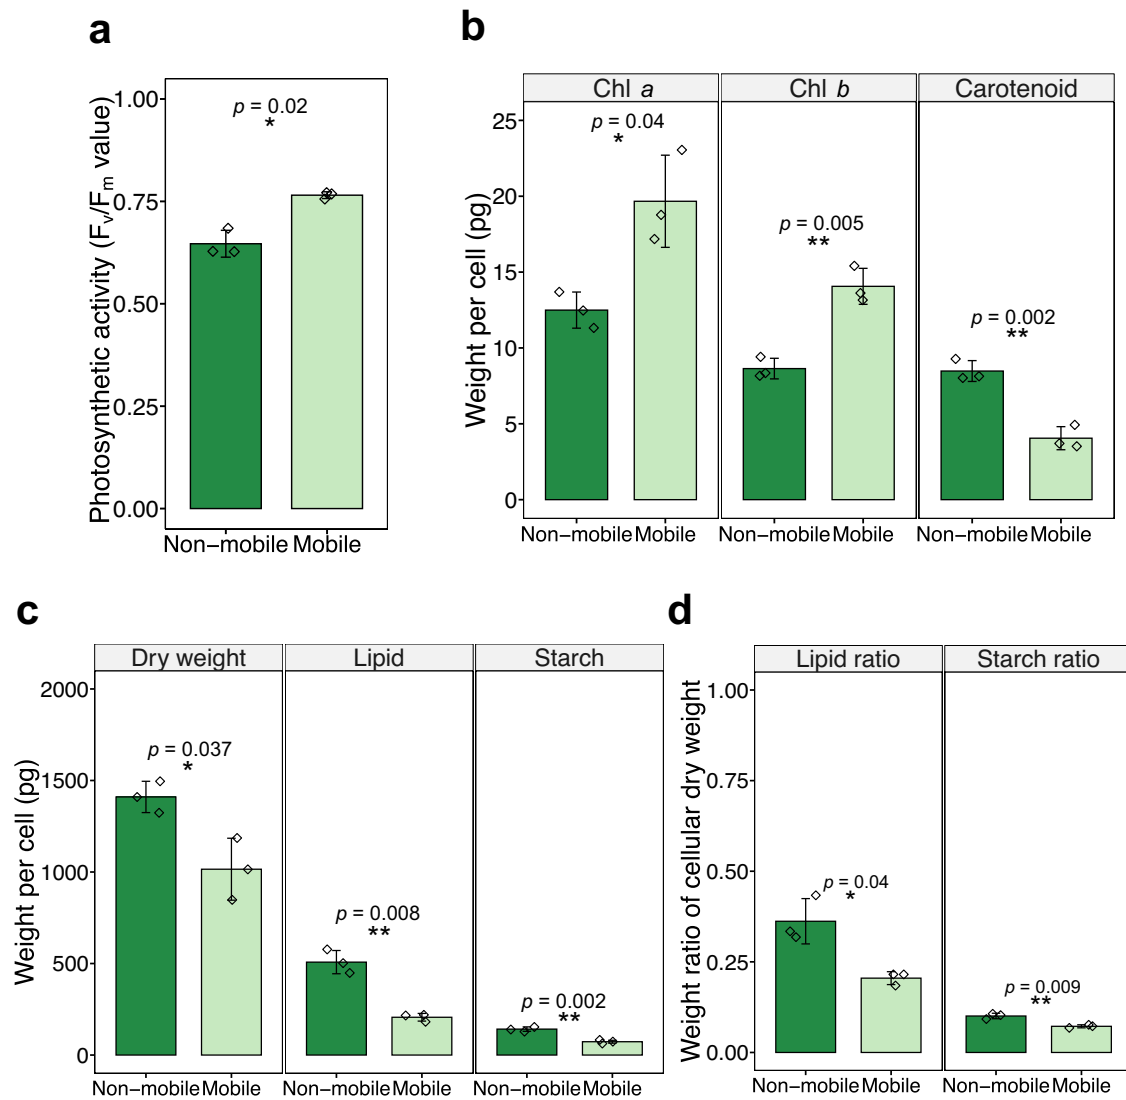 a
Photosynthetic activity (Fv/Fm value)
1.00
0.75
0.50
0.25
0.00
p = 0.02
*
Non−mobile Mobile
b
Weight per cell (pg)
25
20
15
10
5
0
Chl a
p = 0.04
*
Non−mobile Mobile
Chl b
p = 0.005
**
Non−mobile Mobile
Carotenoid
p = 0.002
**
Non−mobile Mobile
c
Weight per cell (pg)
2000
1500
1000
500
0
Dry weight
p = 0.037
*
Non−mobile Mobile
Lipid
p = 0.008
**
Non−mobile Mobile
Starch
p = 0.002
**
Non−mobile Mobile
d
Weight ratio of cellular dry weight
1.00
0.75
0.50
0.25
0.00
Lipid ratio
p = 0.04
*
Non−mobile Mobile
Starch ratio
p = 0.009
**
Non−mobile Mobile